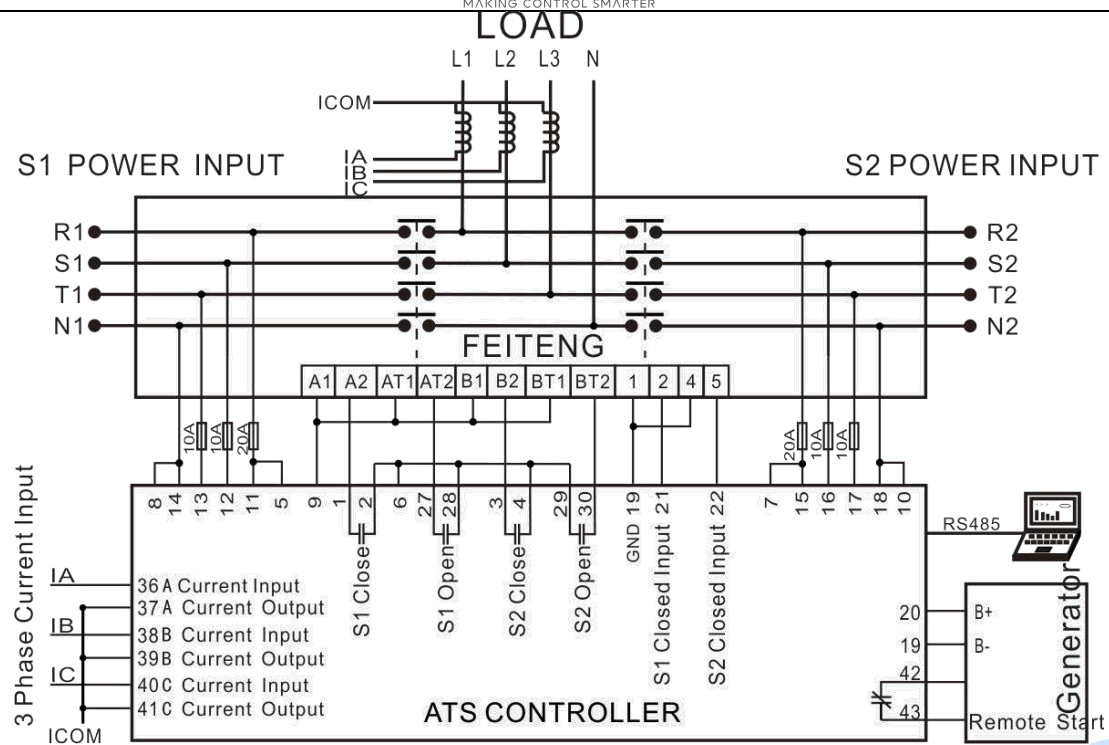 MAKING CONTROL SMARTER
LOAD
L1 L2 L3 N
ICOM
IA
IB
IC
S1 POWER INPUT
S2 POWER INPUT
R1
S1
T1
N1
R2
S2
T2
N2
FEITENG
A1 A2 AT1 AT2 B1 B2 BT1 BT2 1 2 4 5
10A 10A 20A
20A 10A 10A
8 14 13 12 11 5 9 1 2 6 27 28 3 4 29 30 GND 19 21 22 7 15 16 17 18 10
S1 Close
S1 Open
S2 Close
S2 Open
S1 Closed Input
S2 Closed Input
RS485
3 Phase Current Input
IA
IB
IC
ICOM
36 A Current Input
37 A Current Output
38 B Current Input
39 B Current Output
40 C Current Input
41 C Current Output
ATS CONTROLLER
20 B+
19 B-
42
43
Remote Start
Generator